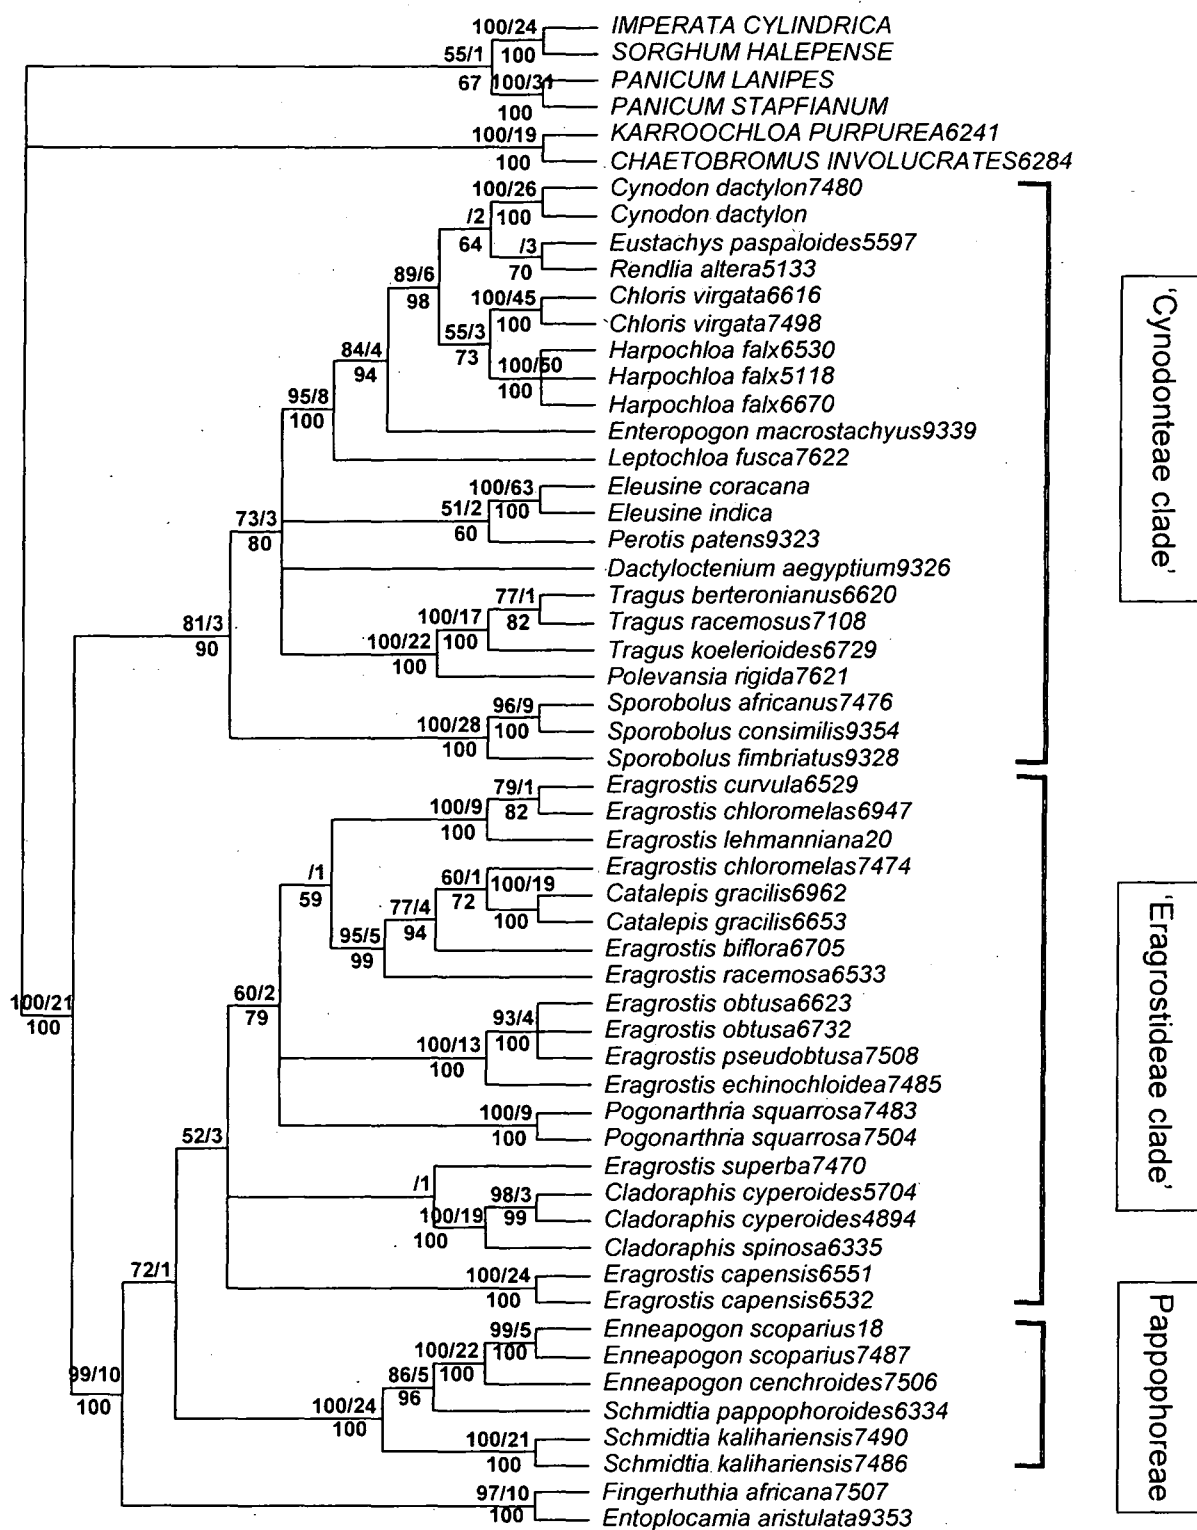 100/24 IMPERATA CYLINDRICA
100 SORGHUM HALEPENSE
55/1
67 100/31 PANICUM LANIPES
100 PANICUM STAPFIANUM
100/19 KARROOCHLOA PURPUREA6241
100 CHAETOBROMUS INVOLUCRATES6284
100/26 Cynodon dactylon7480
100 Cynodon dactylon
/2
64
/3 Eustachys paspaloides5597
70 Rendlia altera5133
89/6
98
100/45 Chloris virgata6616
100 Chloris virgata7498
55/3
73
84/4
94
Harpochloa falx6530
100/50
100 Harpochloa falx5118
Harpochloa falx6670
95/8
100
Enteropogon macrostachyus9339
Leptochloa fusca7622
100/63 Eleusine coracana
100 Eleusine indica
51/2
60 Perotis patens9323
73/3
80
Dactyloctenium aegyptium9326
77/1 Tragus berteronianus6620
82 Tragus racemosus7108
100/17
100 Tragus koelerioides6729
100/22
100 Polevansia rigida7621
81/3
90
96/9 Sporobolus africanus7476
100 Sporobolus consimilis9354
100/28
100 Sporobolus fimbriatus9328
'Cynodonteae clade'
79/1 Eragrostis curvula6529
82 Eragrostis chloromelas6947
100/9
100 Eragrostis lehmanniana20
/1
59
60/1 Eragrostis chloromelas7474
72
100/19 Catalepis gracilis6962
100 Catalepis gracilis6653
77/4
94 Eragrostis biflora6705
95/5
99 Eragrostis racemosa6533
60/2
79
100/21
100
Eragrostis obtusa6623
93/4
100 Eragrostis obtusa6732
Eragrostis pseudobtusa7508
100/13
100 Eragrostis echinochloidea7485
100/9 Pogonarthria squarrosa7483
100 Pogonarthria squarrosa7504
52/3
Eragrostis superba7470
/1
98/3 Cladoraphis cyperoides5704
99 Cladoraphis cyperoides4894
100/19
100 Cladoraphis spinosa6335
100/24 Eragrostis capensis6551
100 Eragrostis capensis6532
72/1
'Eragrostideae clade'
99/5 Enneapogon scoparius18
100 Enneapogon scoparius7487
100/22
100 Enneapogon cenchroides7506
86/5
96 Schmidtia pappophoroides6334
100/24
100
100/21 Schmidtia kalihariensis7490
100 Schmidtia kalihariensis7486
Pappophoreae
99/10
100
97/10 Fingerhuthia africana7507
100 Entoplocamia aristulata9353